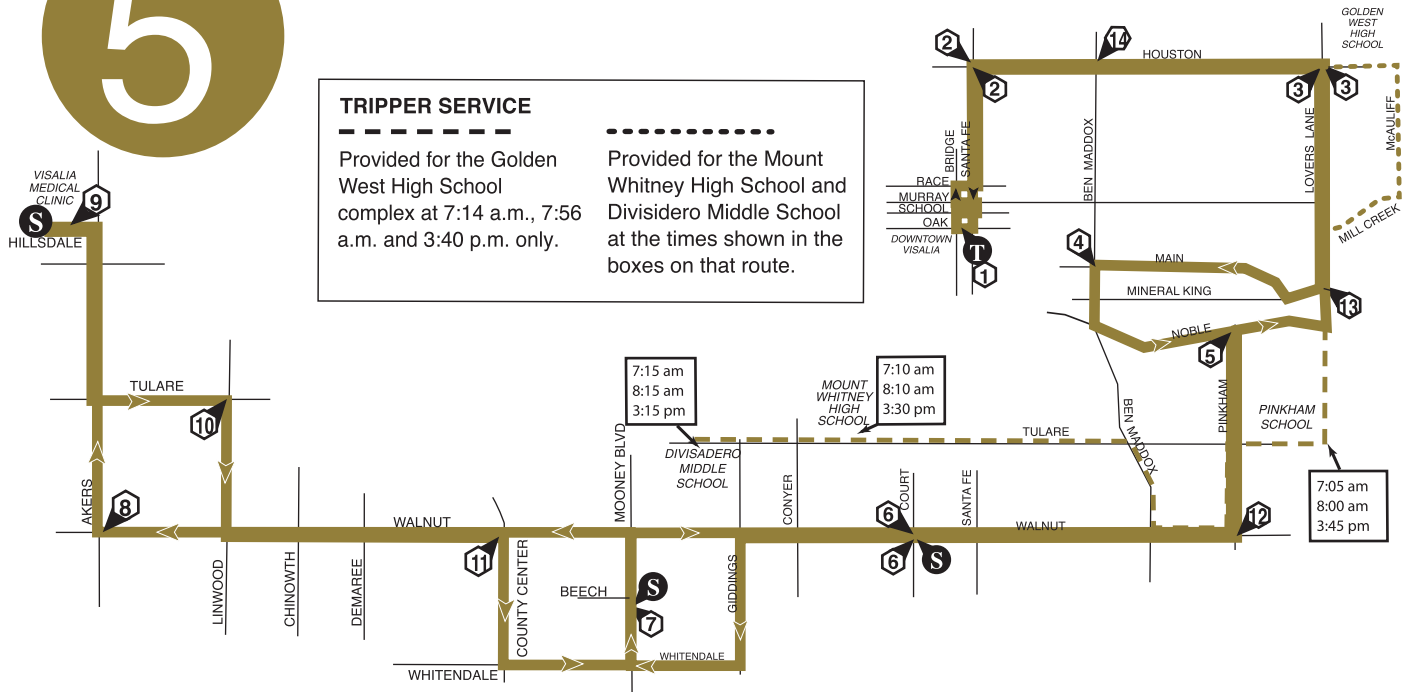 5
TRIPPER SERVICE
Provided for the Golden
West High School
complex at 7:14 a.m., 7:56
a.m. and 3:40 p.m. only.
Provided for the Mount
Whitney High School and
Divisidero Middle School
at the times shown in the
boxes on that route.
GOLDEN
WEST
HIGH
SCHOOL
2
14
HOUSTON
2
3
3
McAULIFF
BRIDGE
SANTA FE
BEN MADDOX
LOVERS LANE
RACE
MURRAY
SCHOOL
OAK
DOWNTOWN
VISALIA
T
1
MILL CREEK
4
MAIN
MINERAL KING
13
NOBLE
5
VISALIA
MEDICAL
CLINIC
S
9
HILLSDALE
TULARE
10
7:15 am
8:15 am
3:15 pm
MOUNT
WHITNEY
HIGH
SCHOOL
7:10 am
8:10 am
3:30 pm
BEN MADDOX
PINKHAM
PINKHAM
SCHOOL
TULARE
DIVISADERO
MIDDLE
SCHOOL
7:05 am
8:00 am
3:45 pm
AKERS
8
WALNUT
MOONEY BLVD
CONYER
6
COURT
SANTA FE
WALNUT
12
11
6
S
LINWOOD
CHINOWTH
DEMAREE
COUNTY CENTER
BEECH
S
7
GIDDINGS
WHITENDALE
WHITENDALE